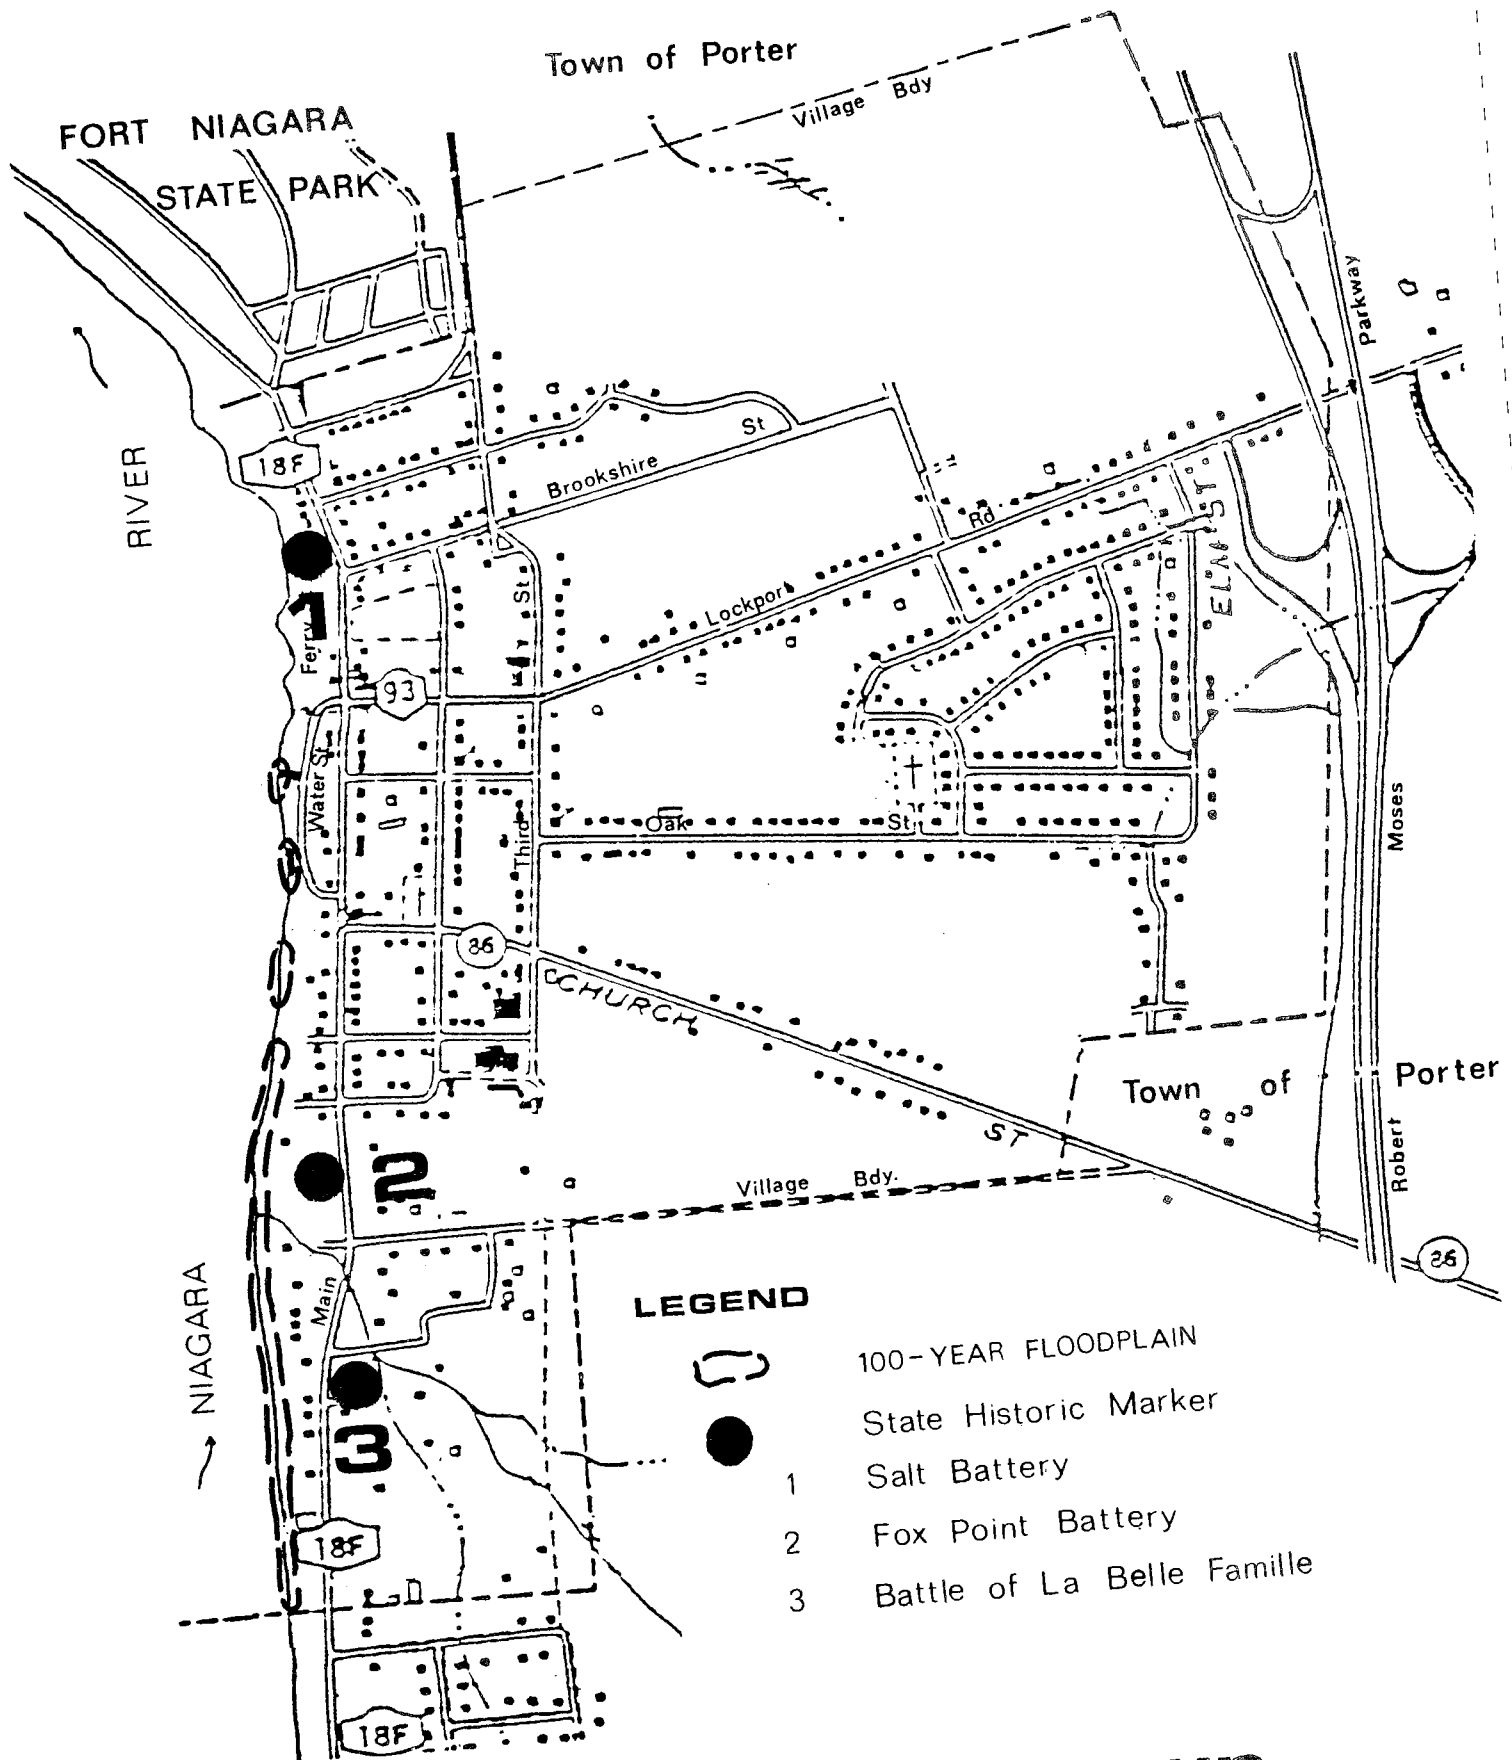 Town of Porter
Village Bdy
FORT NIAGARA
STATE PARK
Parkway
RIVER
18F
St
Brookshire
Rd
ELM ST
1
St
Lockport
Ferry
93
Water St
Moses
Oak St
Third
86
CHURCH ST
Town of Porter
Robert
2
Village Bdy.
86
NIAGARA
Main
LEGEND
100-YEAR FLOODPLAIN
State Historic Marker
3
1 Salt Battery
2 Fox Point Battery
18F
3 Battle of La Belle Famille
18F